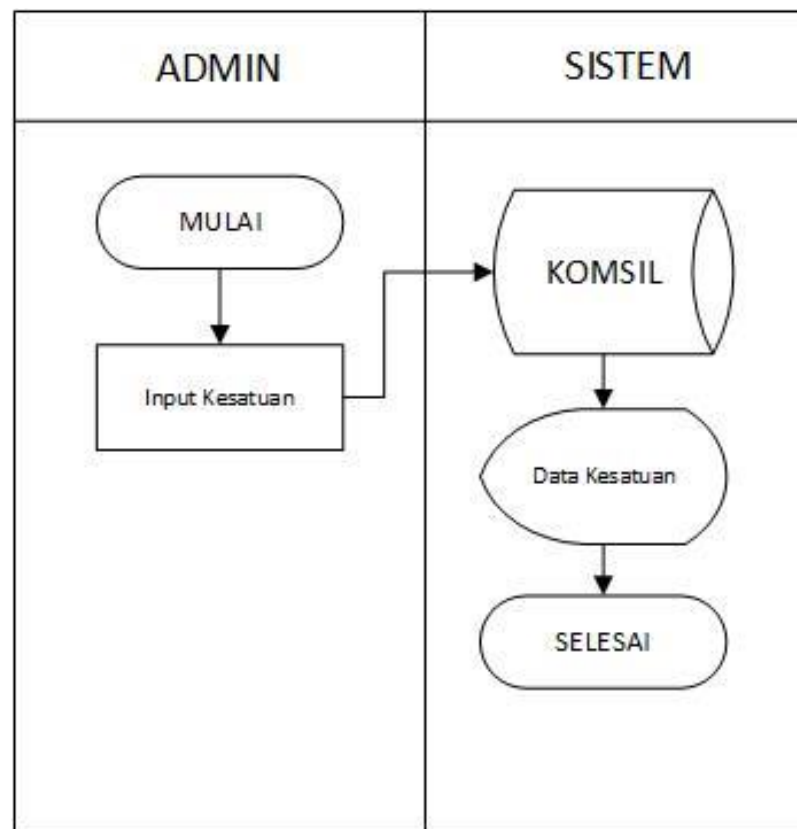 ADMIN
SISTEM
MULAI
Input Kesatuan
KOMSIL
Data Kesatuan
SELESAI